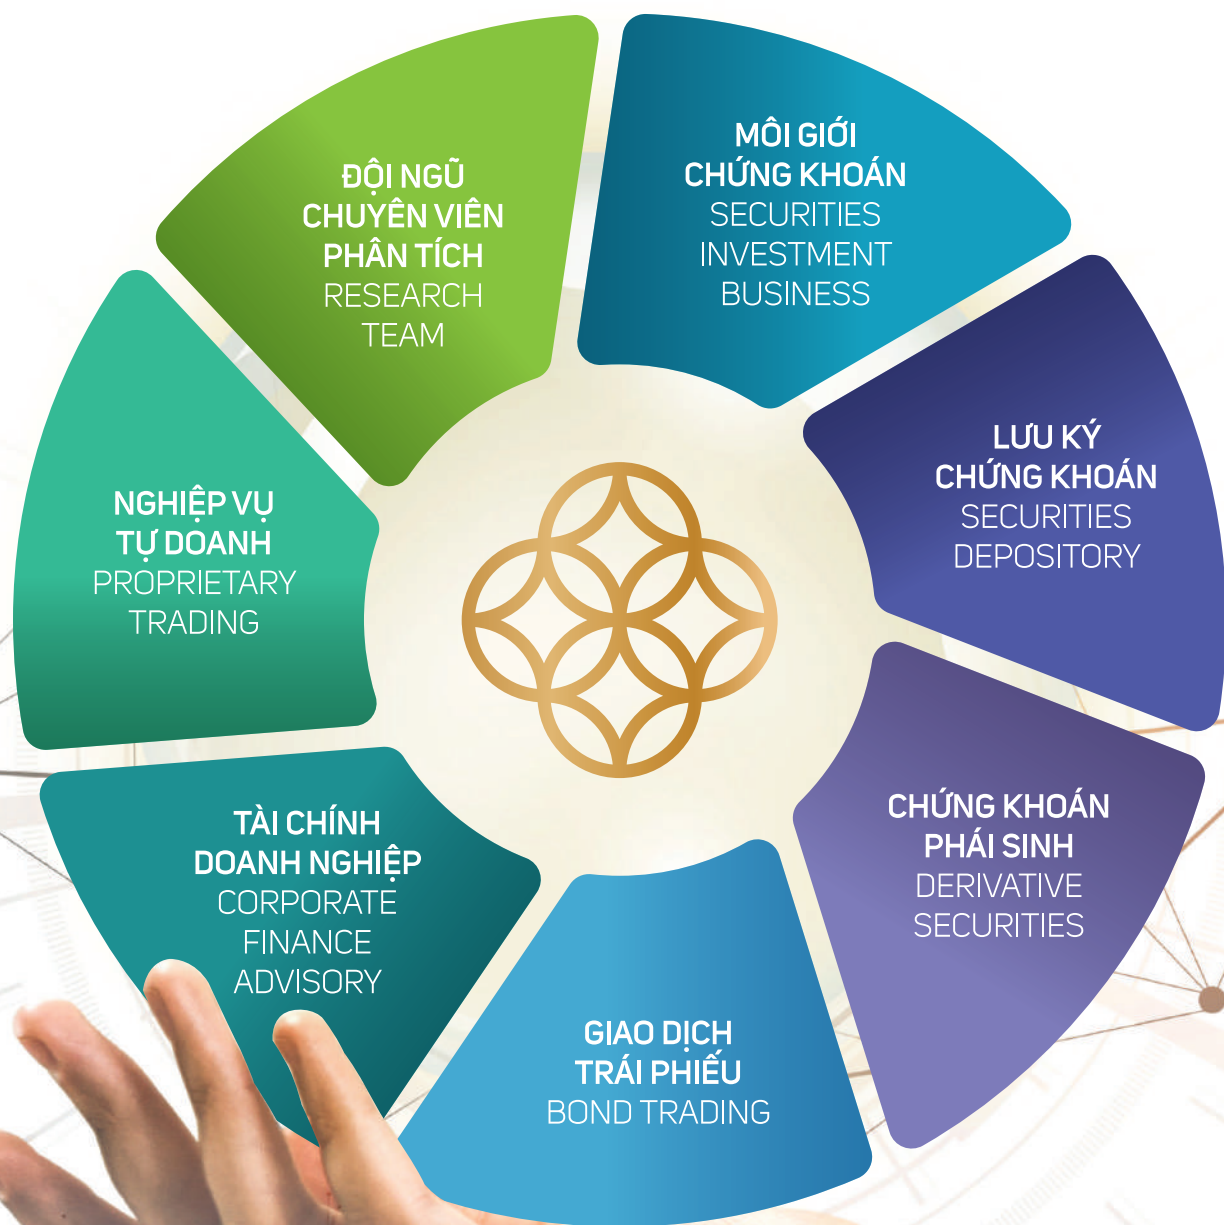 MÔI GIỚI
CHỨNG KHOÁN
SECURITIES
INVESTMENT
BUSINESS
LƯU KÝ
CHỨNG KHOÁN
SECURITIES
DEPOSITORY
CHỨNG KHOÁN
PHÁI SINH
DERIVATIVE
SECURITIES
GIAO DỊCH
TRÁI PHIẾU
BOND TRADING
TÀI CHÍNH
DOANH NGHIỆP
CORPORATE
FINANCE
ADVISORY
NGHIỆP VỤ
TỰ DOANH
PROPRIETARY
TRADING
ĐỘI NGŨ
CHUYÊN VIÊN
PHÂN TÍCH
RESEARCH
TEAM